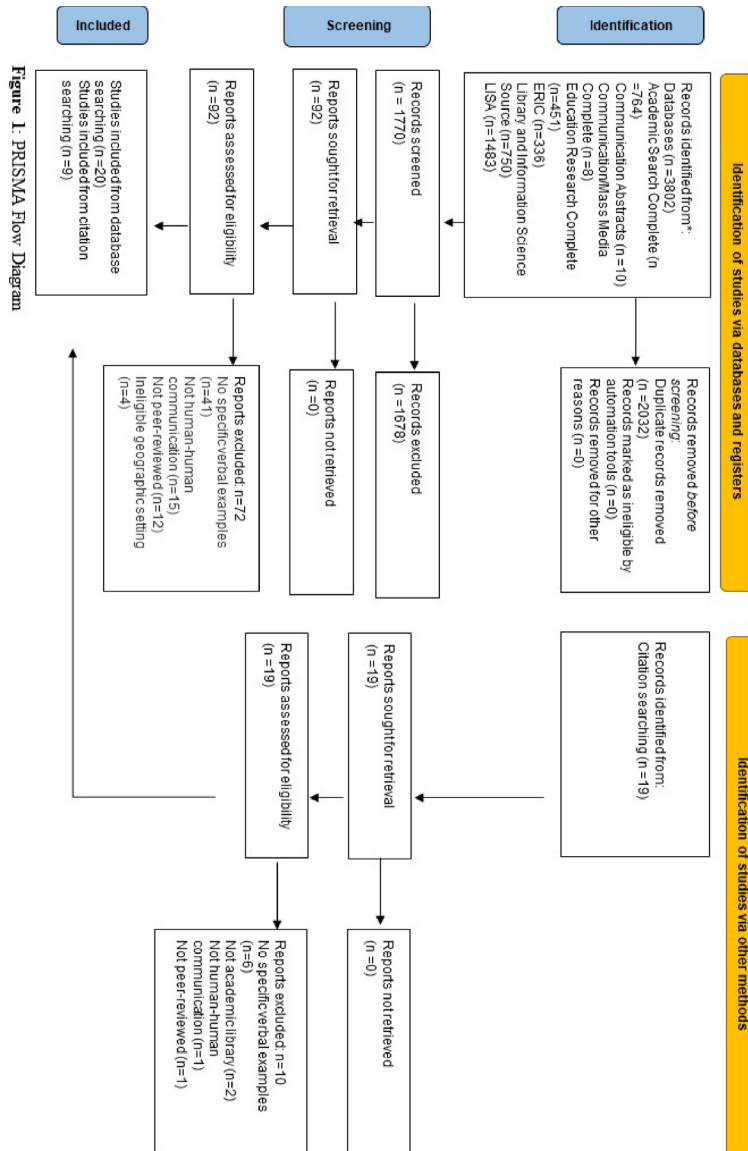 Identification of studies via databases and registers
Identification of studies via other methods
Identification
Records identified from*:
Databases (n =3802)
Academic Search Complete (n
=764)
Communication Abstracts (n =10)
Communication/Mass Media
Complete (n =8)
Education Research Complete
(n=451)
ERIC (n=336)
Library and Information Science
Source (n=750)
LISA (n=1483)
Records removed before
screening:
Duplicate records removed
(n =2032)
Records marked as ineligible by
automation tools (n =0)
Records removed for other
reasons (n =0)
Records identified from:
Citation searching (n =19)
Screening
Records screened
(n = 1770)
Records excluded
(n =1678)
Reports sought for retrieval
(n =92)
Reports not retrieved
(n =0)
Reports sought for retrieval
(n =19)
Reports not retrieved
(n =0)
Reports assessed for eligibility
(n =92)
Reports excluded: n=72
No specific verbal examples
(n=41)
Not human-human
communication (n=15)
Not peer-reviewed (n=12)
Ineligible geographic setting
(n=4)
Reports assessed for eligibility
(n =19)
Reports excluded: n=10
No specific verbal examples
(n=6)
Not academic library (n=2)
Not human-human
communication (n=1)
Not peer-reviewed (n=1)
Included
Studies included from database
searching (n =20)
Studies included from citation
searching (n =9)
Figure 1: PRISMA Flow Diagram